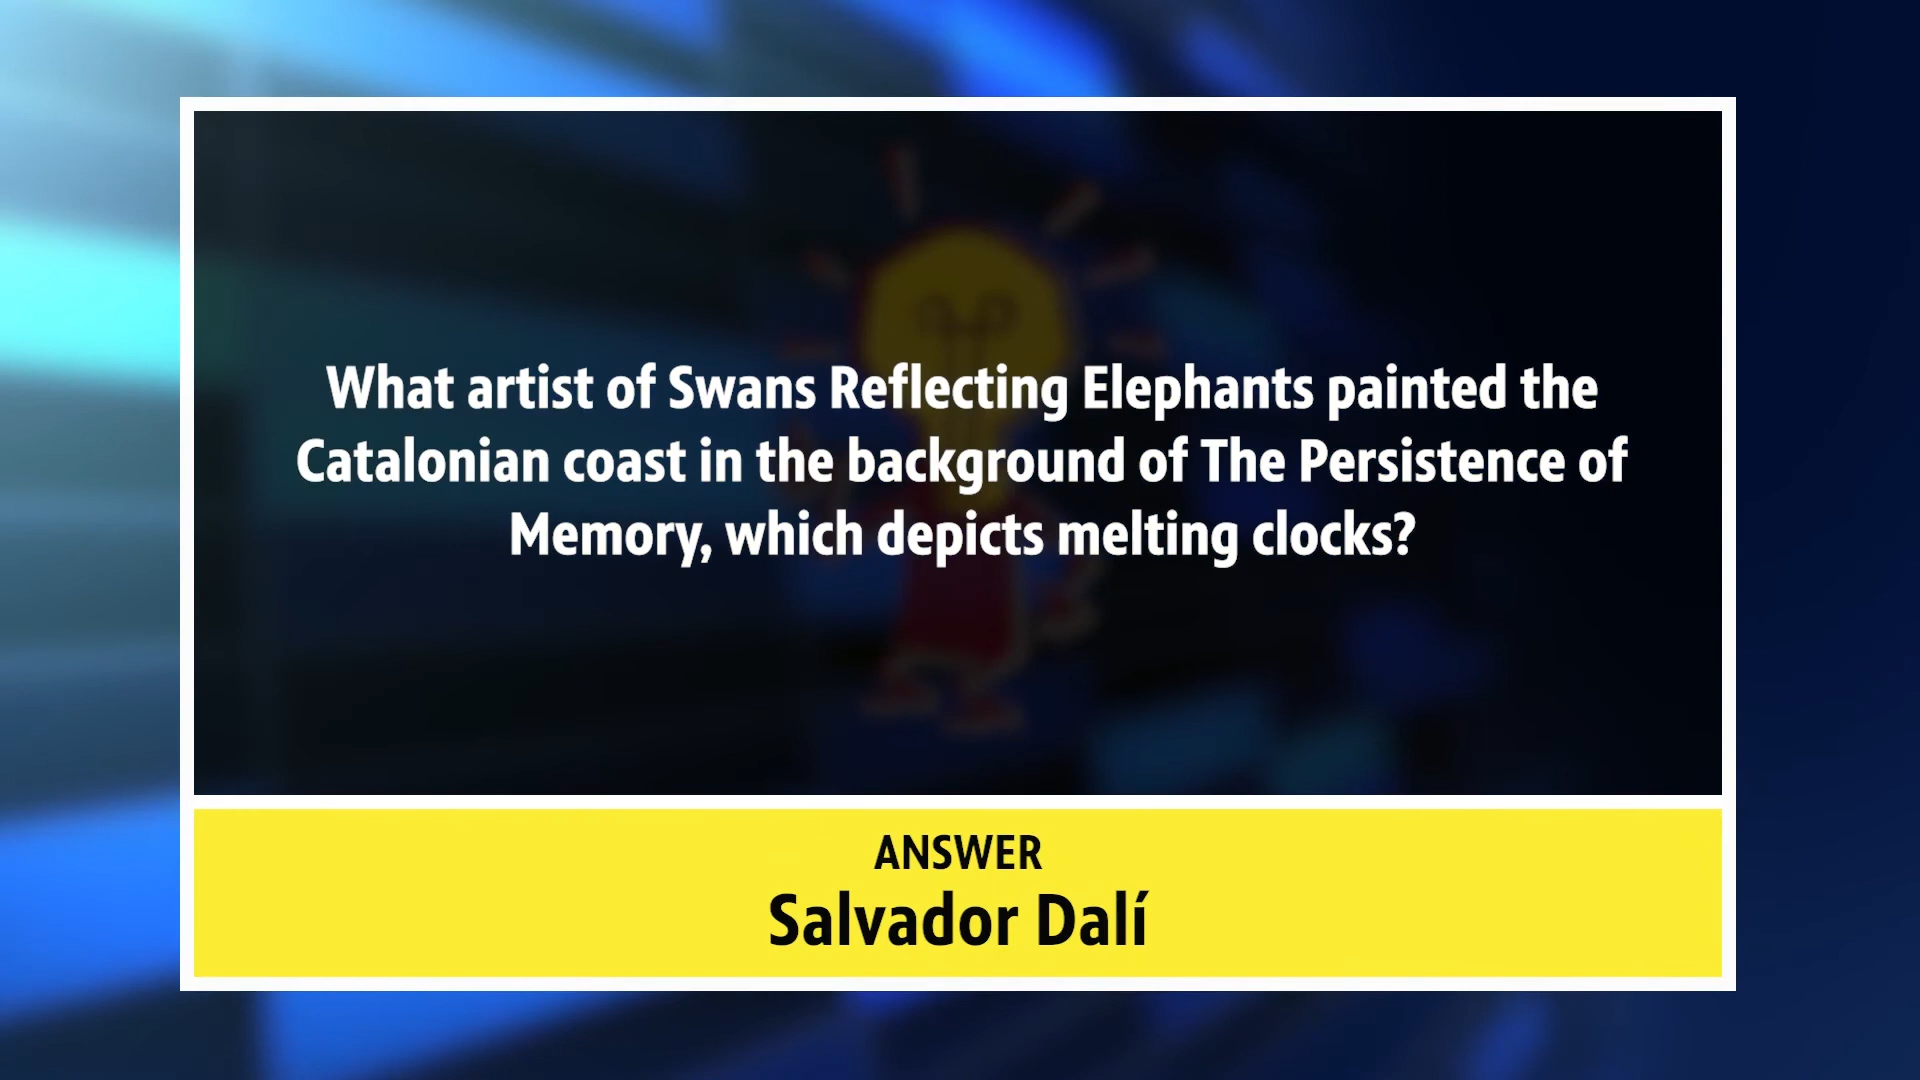 What artist of Swans Reflecting Elephants painted the
Catalonian coast in the background of The Persistence of
Memory, which depicts melting clocks?
ANSWER
Salvador Dalí